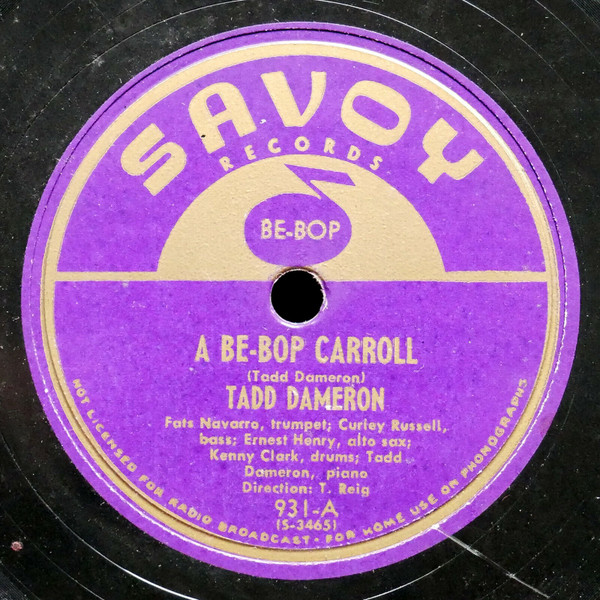 SAVOY
RECORDS
BE-BOP
A BE-BOP CARROLL
(Tadd Dameron)
TADD DAMERON
Fats Navarro, trumpet; Curley Russell,
bass; Ernest Henry, alto sax;
Kenny Clark, drums; Tadd
Dameron, piano
Direction: T. Reig
931-A
(S-3465)
NOT LICENSED FOR RADIO BROADCAST - FOR HOME USE ON PHONOGRAPHS